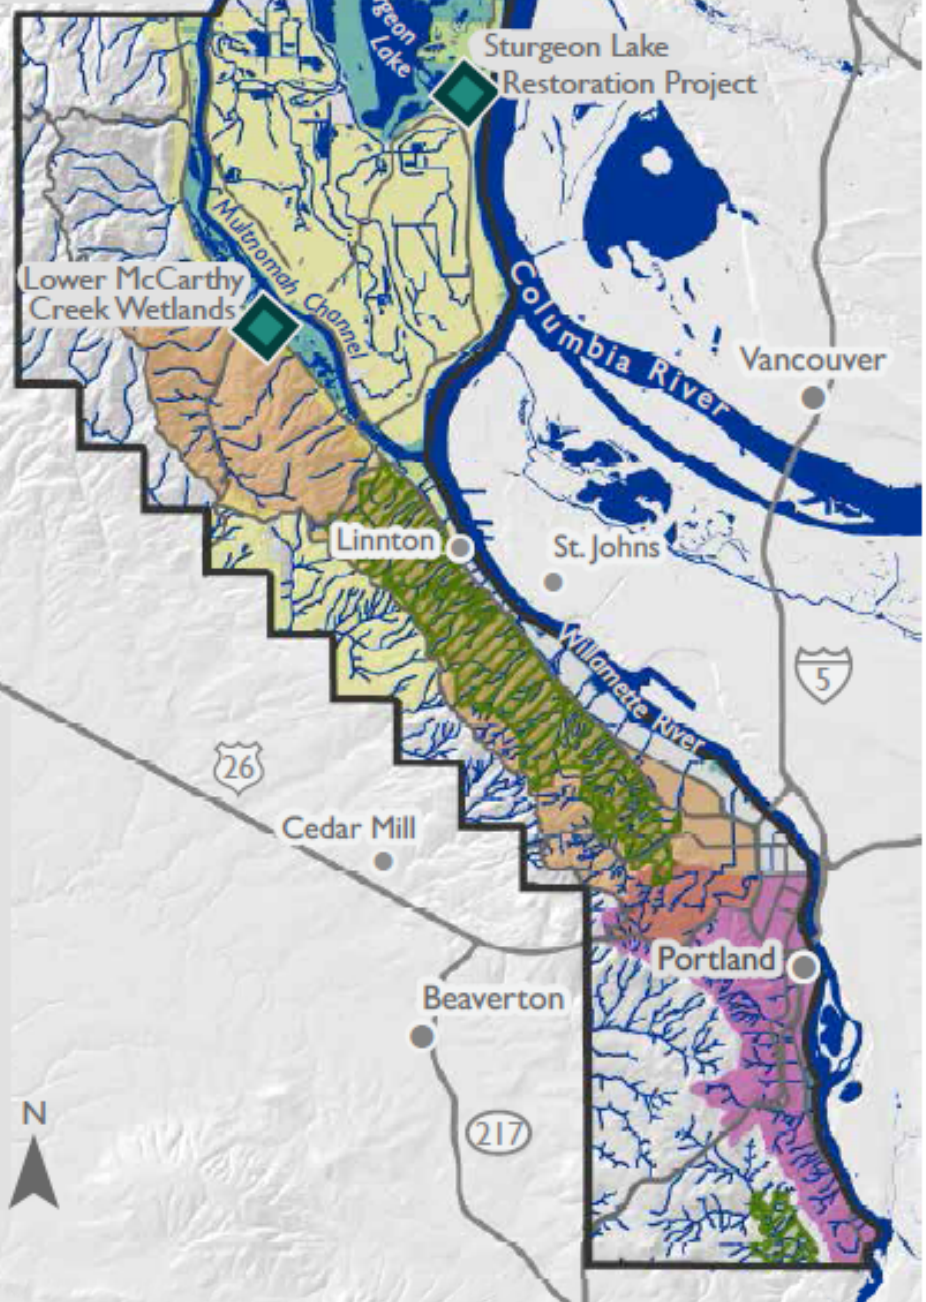 Lake
Sturgeon Lake
Restoration Project
Multnomah Channel
Lower McCarthy
Creek Wetlands
Columbia River
Vancouver
Linnton
St. Johns
Willamette River
5
26
Cedar Mill
Portland
Beaverton
N
217